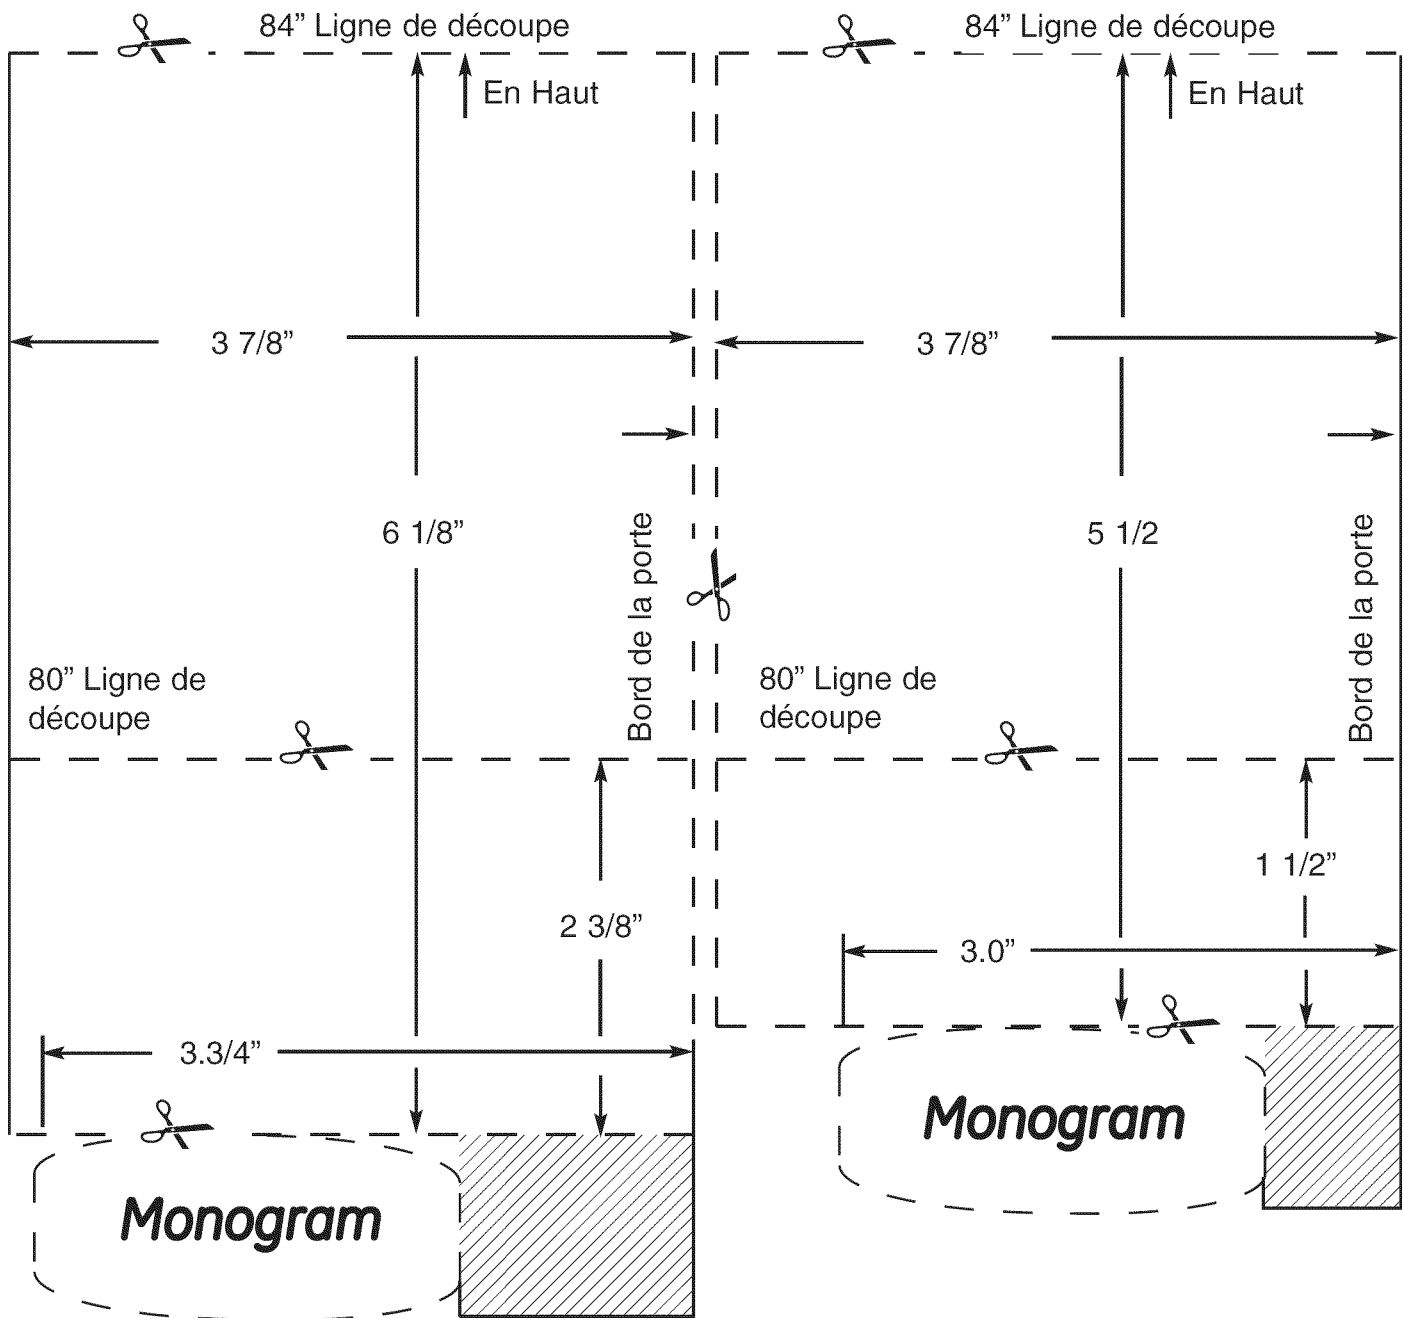 84” Ligne de découpe
En Haut
3 7/8”
6 1/8”
Bord de la porte
80” Ligne de
découpe
2 3/8”
3.3/4”
Monogram
84” Ligne de découpe
En Haut
3 7/8”
5 1/2
Bord de la porte
80” Ligne de
découpe
1 1/2”
3.0”
Monogram